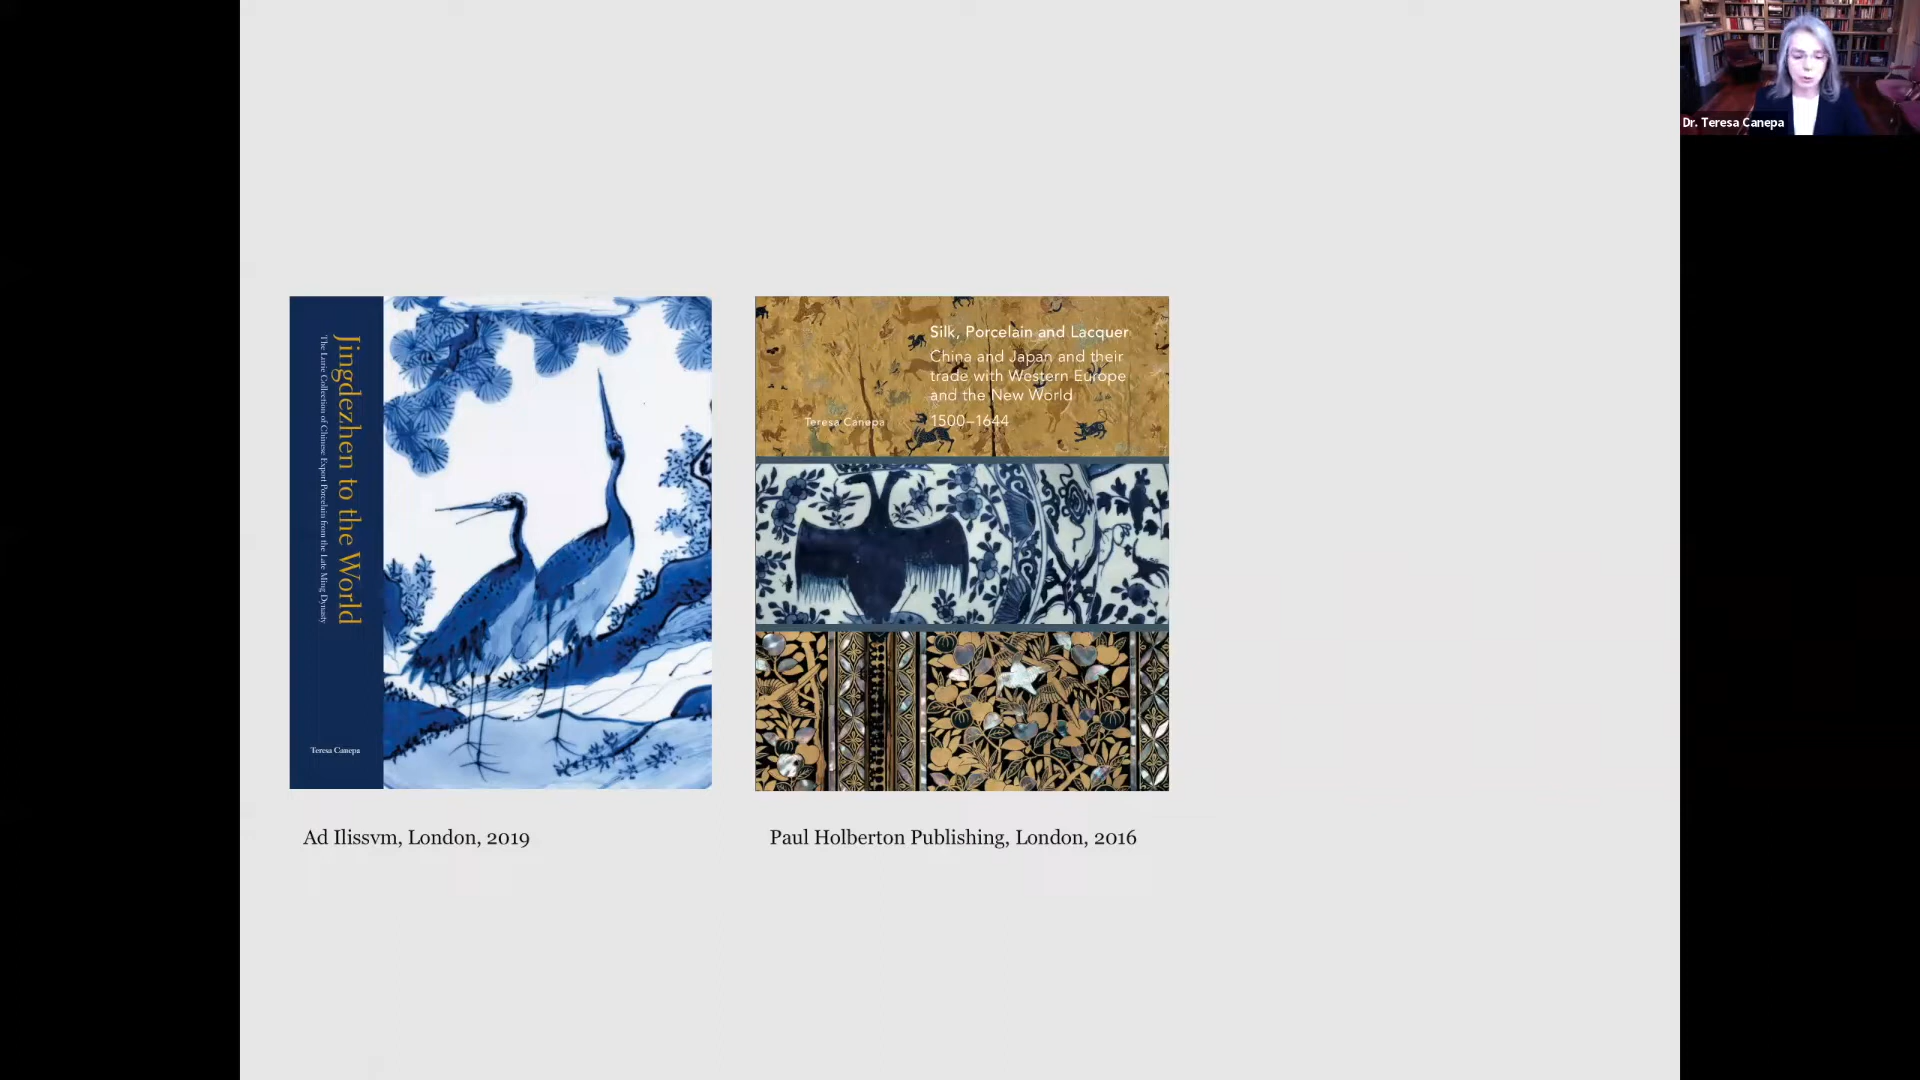 Dr. Teresa Canepa
Jingdezhen to the World
The Lurie Collection of Chinese Export Porcelain from the Late Ming Dynasty
Teresa Canepa
Silk, Porcelain and Lacquer
China and Japan and their
trade with Western Europe
and the New World
Teresa Canepa
1500–1644
Ad Ilissvm, London, 2019
Paul Holberton Publishing, London, 2016